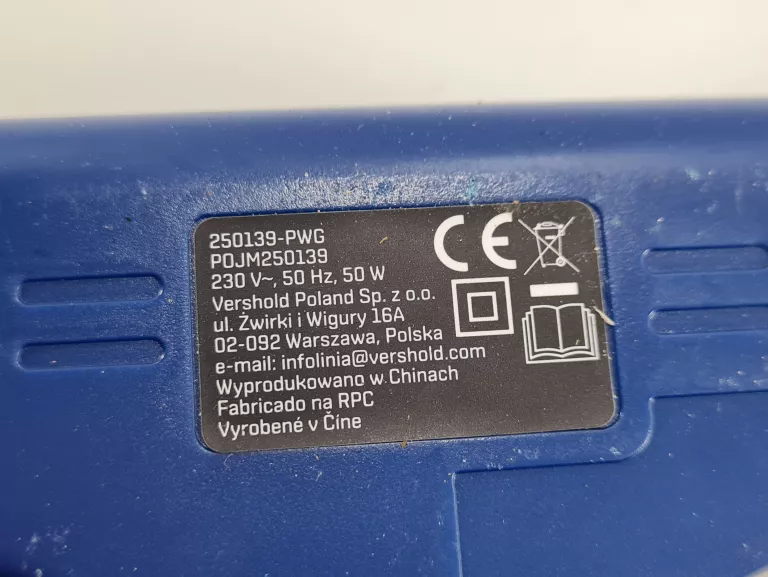 250139-PWG
POJM250139
230 V~, 50 Hz, 50 W
Vershold Poland Sp. z o.o.
ul. Żwirki i Wigury 16A
02-092 Warszawa, Polska
e-mail: infolinia@vershold.com
Wyprodukowano w Chinach
Fabricado na RPC
Vyrobené v Číne
CE